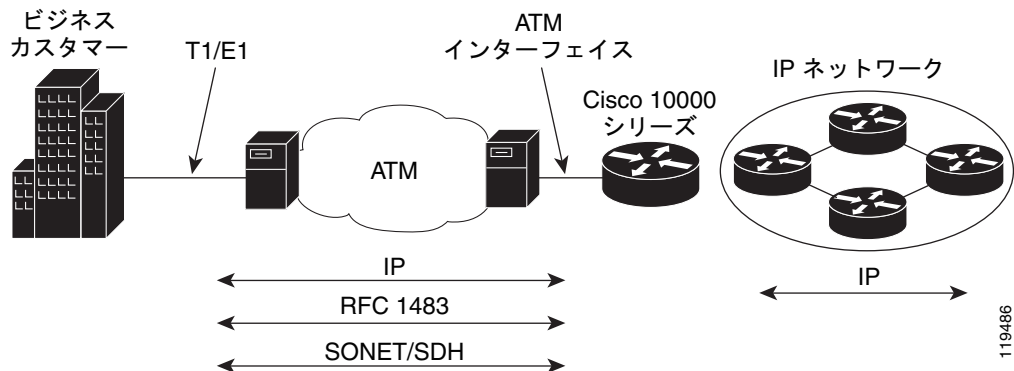 ビジネス
カスタマー
T1/E1
ATM
インターフェイス
Cisco 10000
シリーズ
IP ネットワーク
ATM
IP
RFC 1483
SONET/SDH
IP
119486